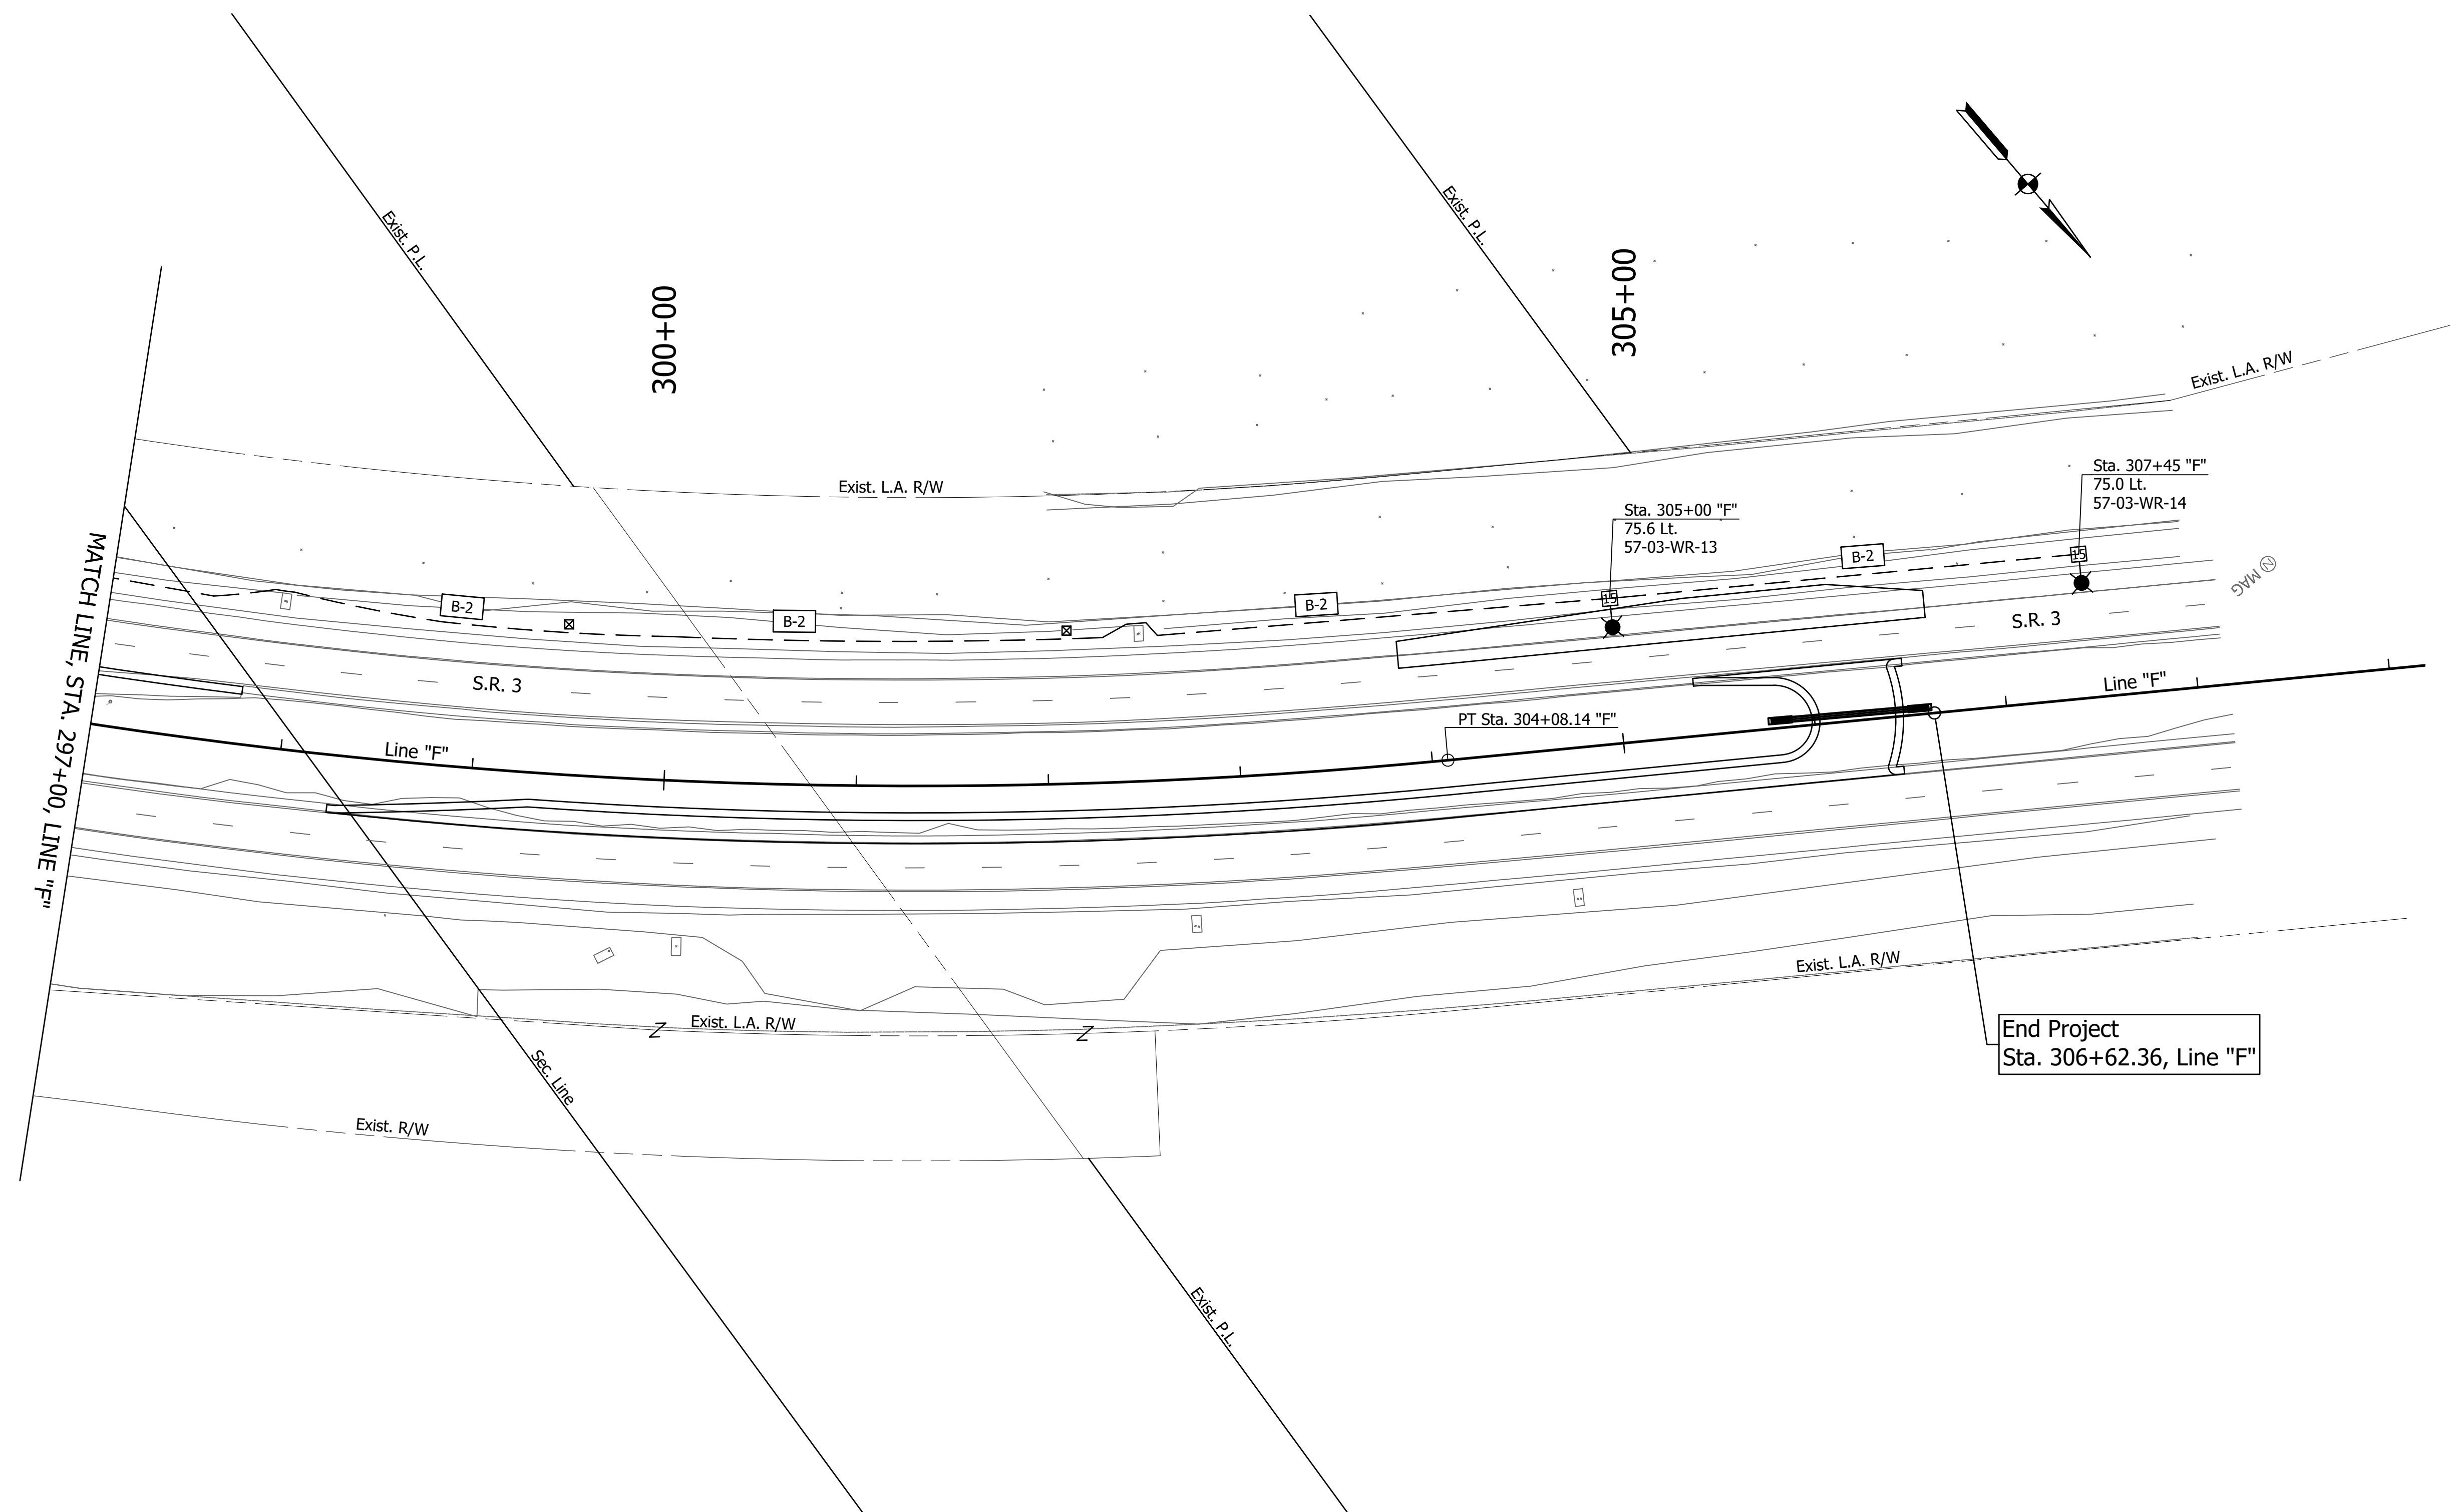 Exist. P.L.
Exist. P.L.
300+00
305+00
Exist. L.A. R/W
Exist. L.A. R/W
Sta. 307+45 "F"
75.0 Lt.
57-03-WR-14
Sta. 305+00 "F"
75.6 Lt.
57-03-WR-13
MATCH LINE, STA. 297+00, LINE "F"
B-2
B-2
B-2
B-2
15
15
N MAG
S.R. 3
S.R. 3
Line "F"
Line "F"
PT Sta. 304+08.14 "F"
Exist. L.A. R/W
Exist. L.A. R/W
Z
Z
End Project
Sta. 306+62.36, Line "F"
Sec. Line
Exist. R/W
Exist. P.L.